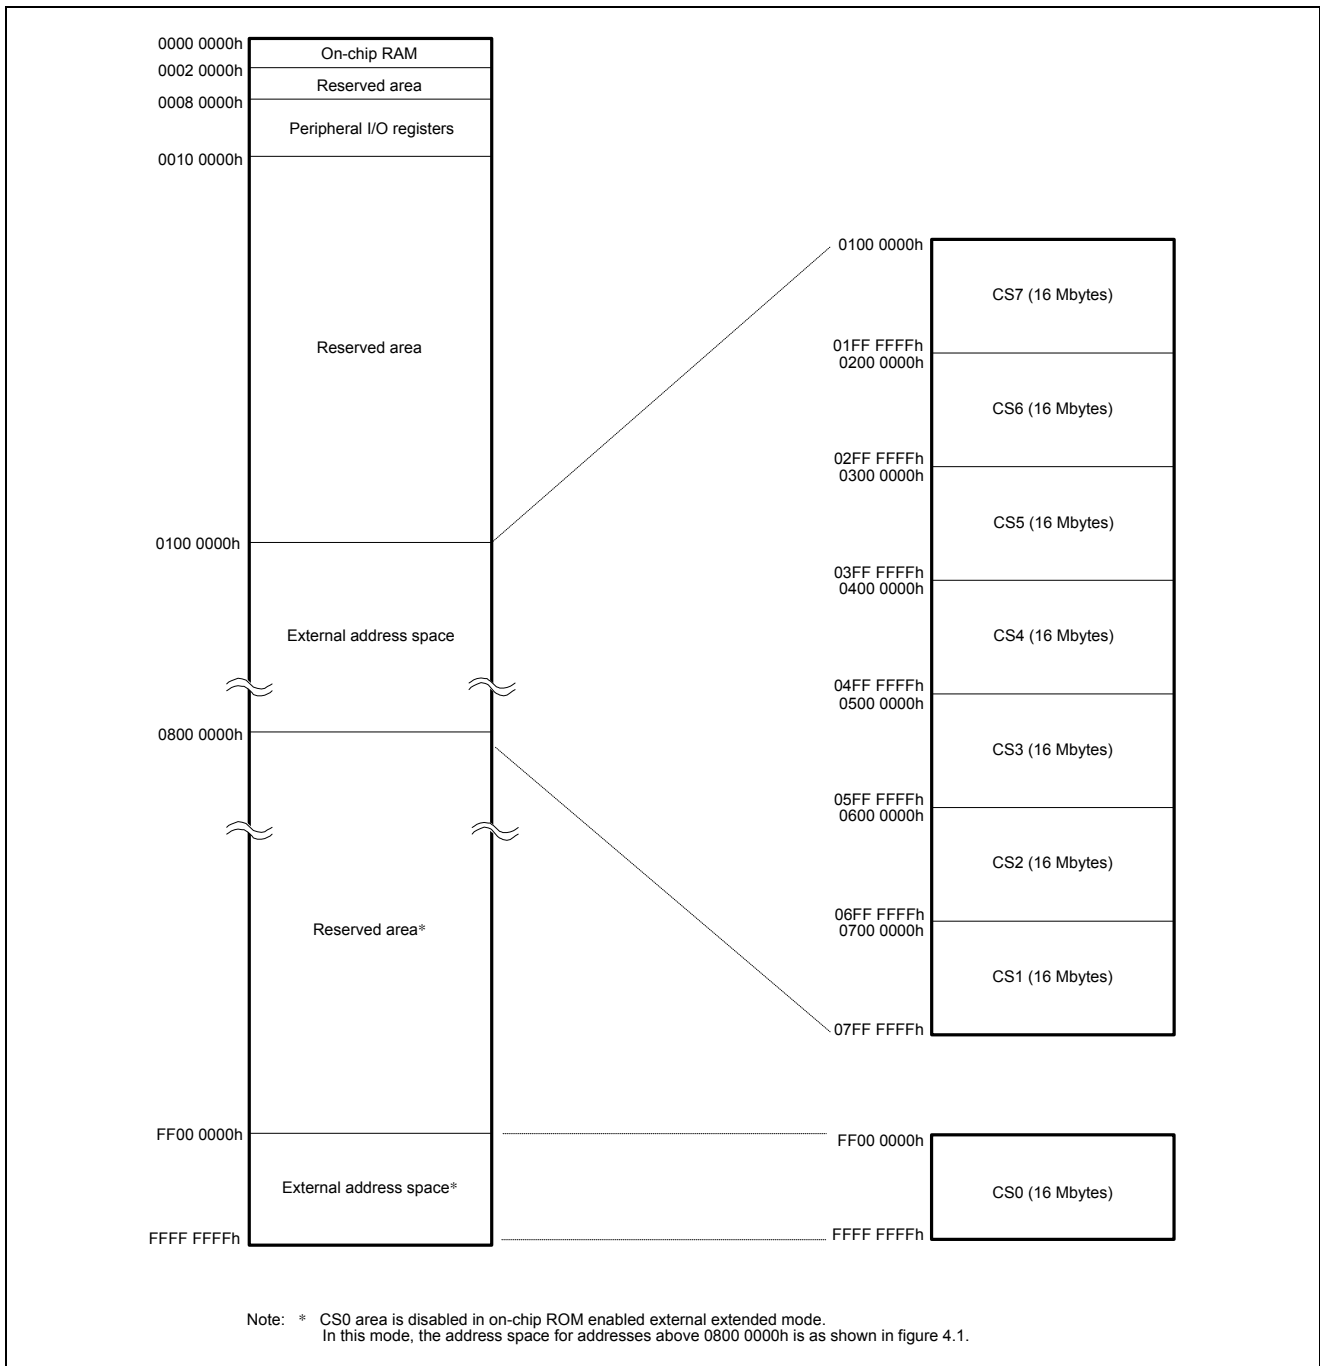 0000 0000h
On-chip RAM
0002 0000h
Reserved area
0008 0000h
Peripheral I/O registers
0010 0000h
Reserved area
0100 0000h
External address space
0800 0000h
Reserved area*
FF00 0000h
External address space*
FFFF FFFFh
0100 0000h
CS7 (16 Mbytes)
01FF FFFFh
0200 0000h
CS6 (16 Mbytes)
02FF FFFFh
0300 0000h
CS5 (16 Mbytes)
03FF FFFFh
0400 0000h
CS4 (16 Mbytes)
04FF FFFFh
0500 0000h
CS3 (16 Mbytes)
05FF FFFFh
0600 0000h
CS2 (16 Mbytes)
06FF FFFFh
0700 0000h
CS1 (16 Mbytes)
07FF FFFFh
FF00 0000h
CS0 (16 Mbytes)
FFFF FFFFh
Note: * CS0 area is disabled in on-chip ROM enabled external extended mode.
In this mode, the address space for addresses above 0800 0000h is as shown in figure 4.1.